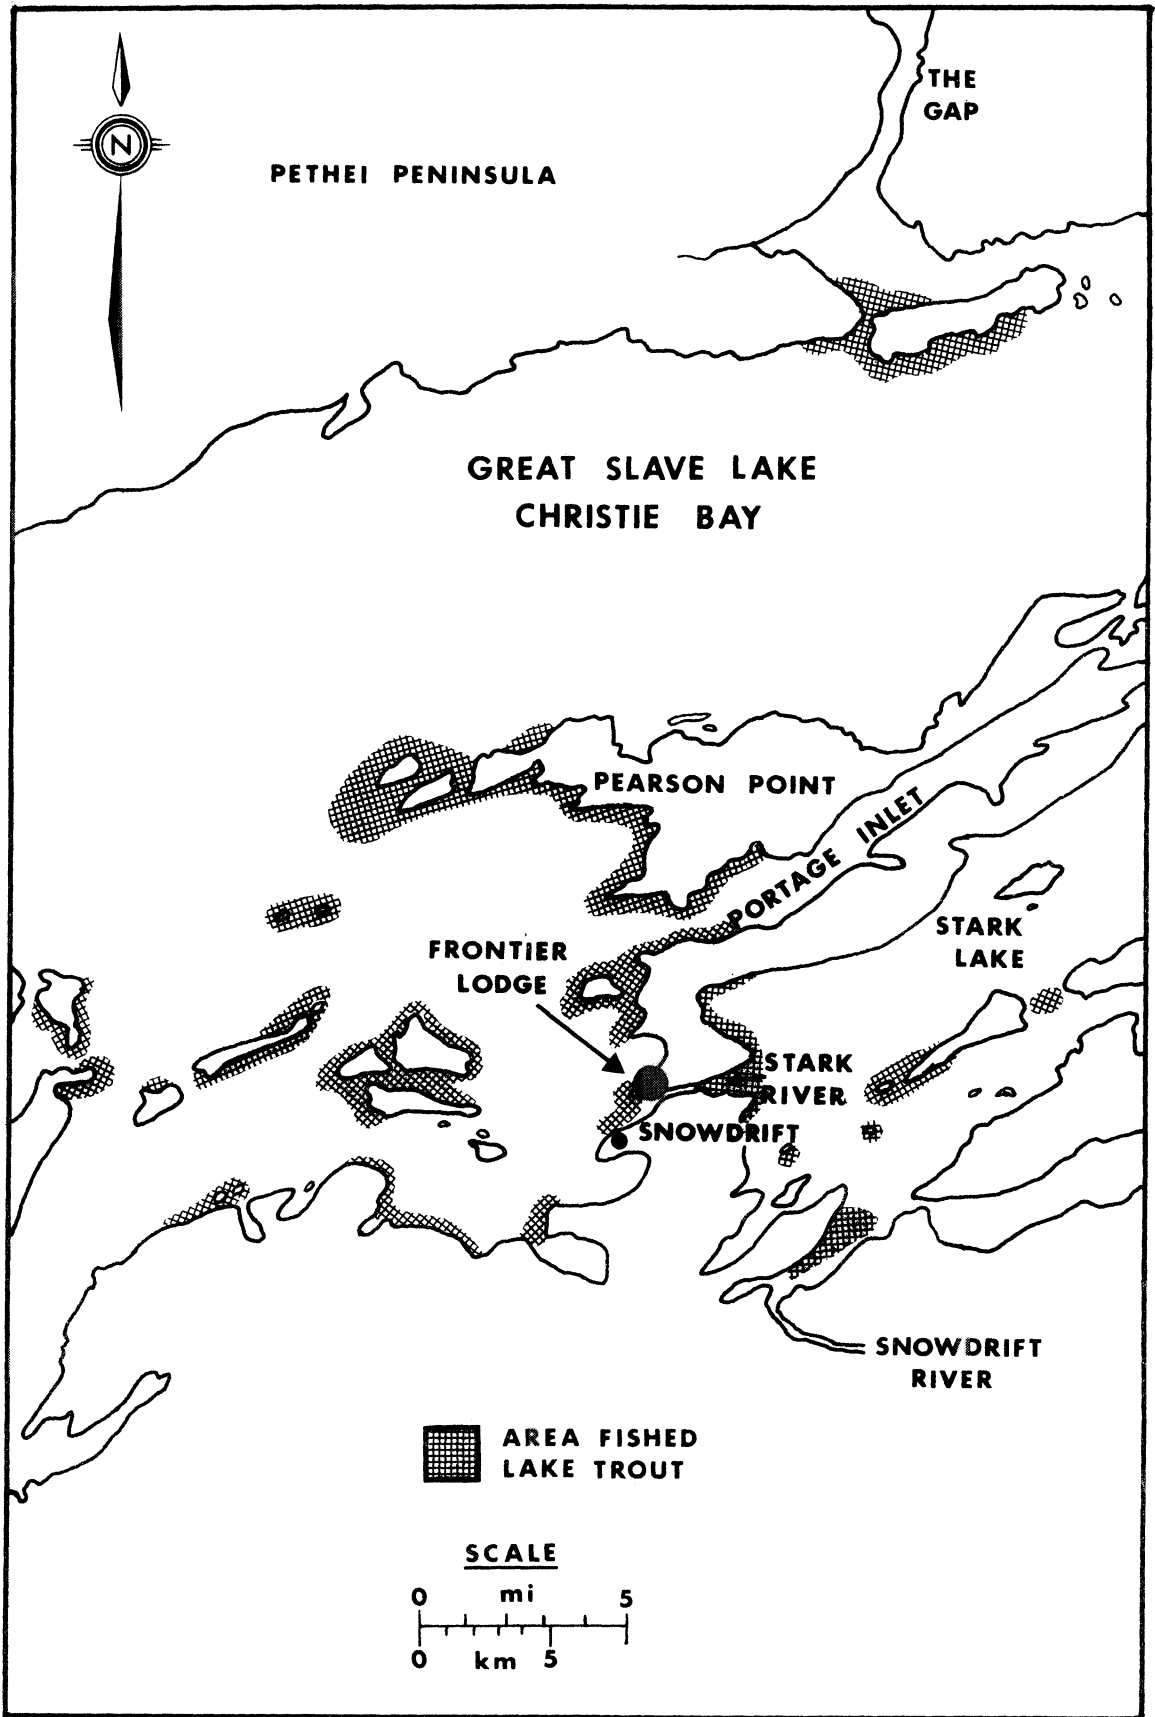 THE
GAP
N
PETHEI PENINSULA
GREAT SLAVE LAKE
CHRISTIE BAY
PEARSON POINT
PORTAGE INLET
STARK
LAKE
FRONTIER
LODGE
STARK
RIVER
SNOWDRIFT
SNOWDRIFT
RIVER
AREA FISHED
LAKE TROUT
SCALE
0 mi 5
0 km 5